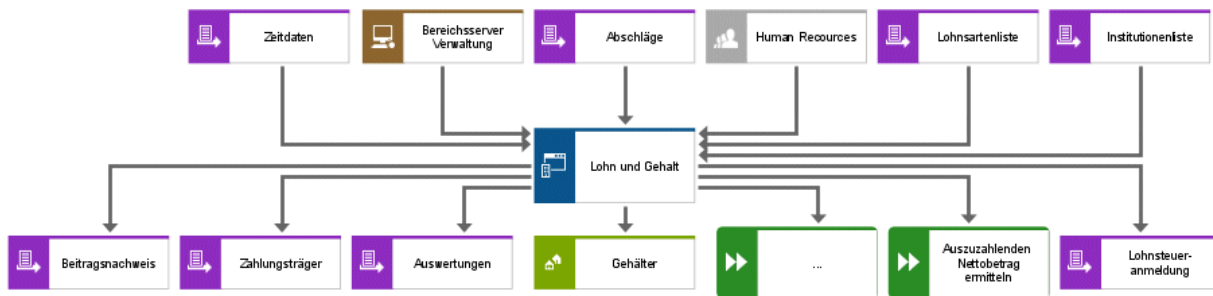 Zeitdaten
Bereichsserver
Verwaltung
Abschläge
Human Recources
Lohnsartenliste
Institutionenliste
Lohn und Gehalt
Beitragsnachweis
Zahlungsträger
Auswertungen
Gehälter
...
Auszuzahlenden
Nettobetrag
ermitteln
Lohnsteuer-
anmeldung